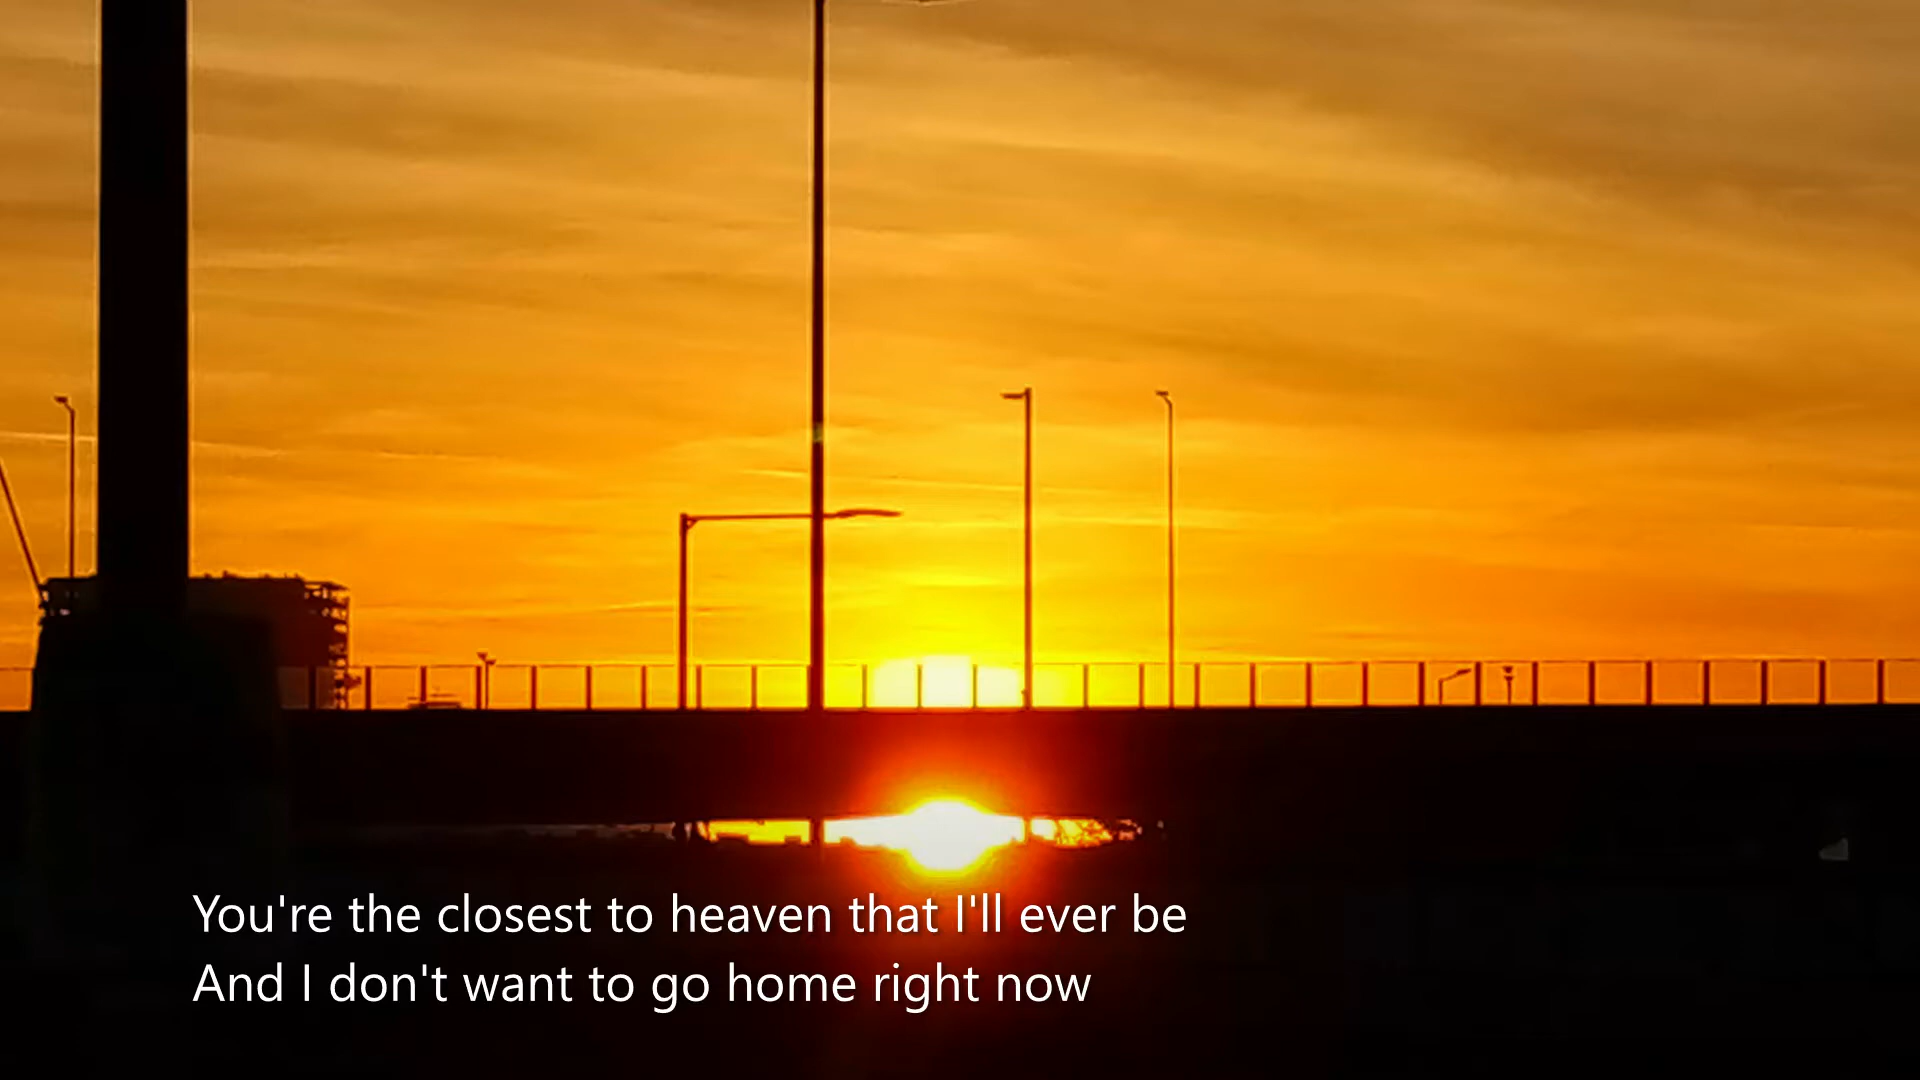 You're the closest to heaven that I'll ever be
And I don't want to go home right now